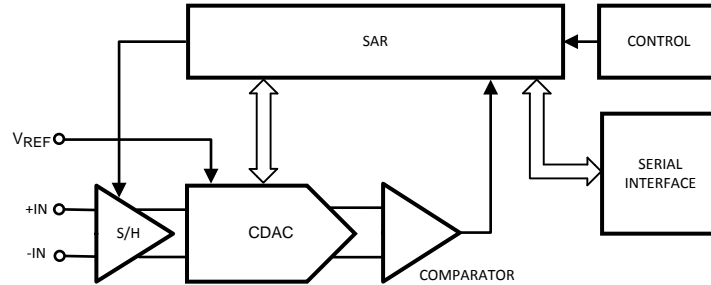 SAR
CONTROL
VREF
SERIAL
INTERFACE
+IN
S/H
CDAC
-IN
COMPARATOR